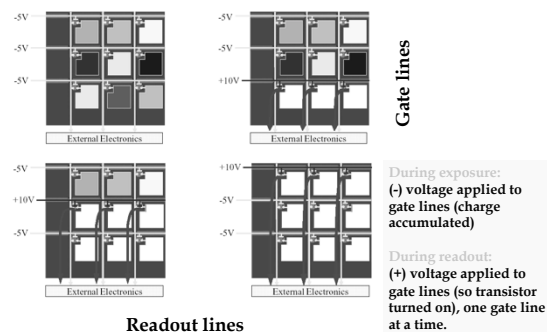 -5V
-5V
-5V
External Electronics
-5V
-5V
+10V
External Electronics
Gate lines
-5V
+10V
-5V
External Electronics
+10V
-5V
-5V
External Electronics
During exposure:
(-) voltage applied to
gate lines (charge
accumulated)
During readout:
(+) voltage applied to
gate lines (so transistor
turned on), one gate line
at a time.
Readout lines